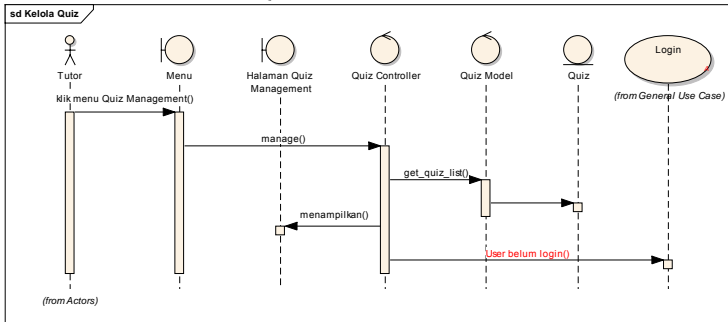 sd Kelola Quiz
Tutor
Menu
Halaman Quiz
Management
Quiz Controller
Quiz Model
Quiz
Login
(from General Use Case)
klik menu Quiz Management()
manage()
get_quiz_list()
menampilkan()
User belum login()
(from Actors)